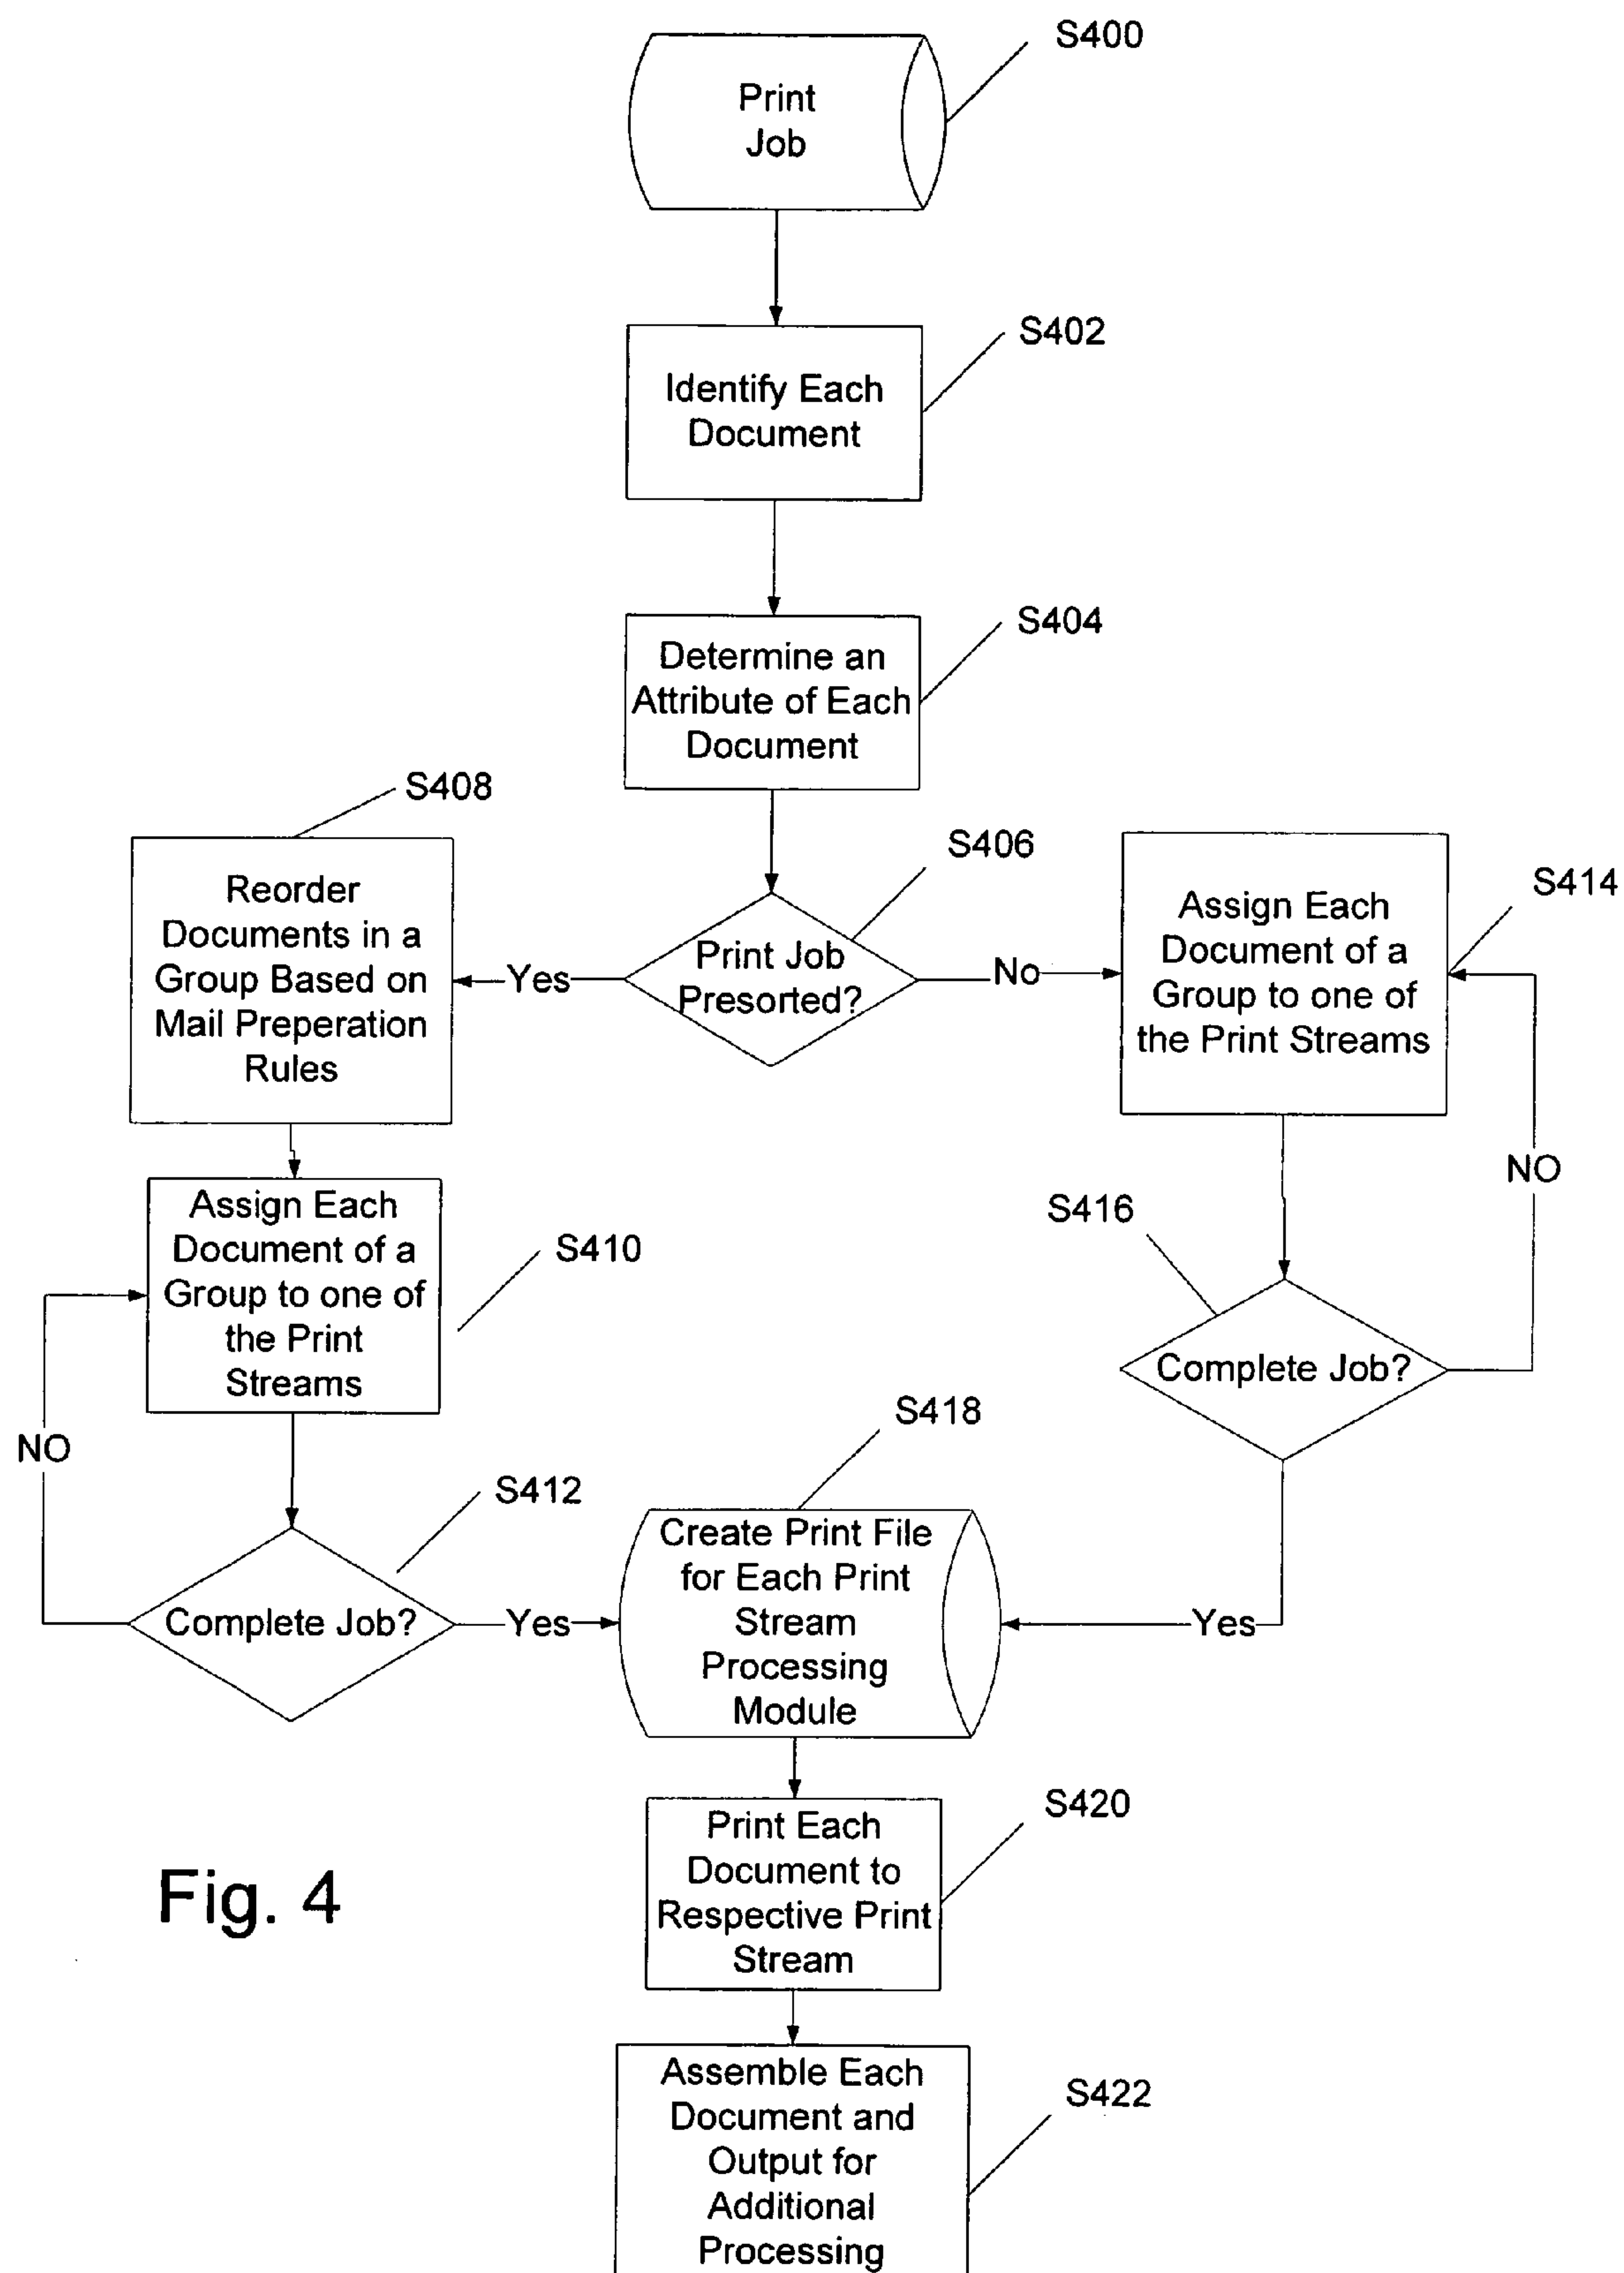 S400
Print
Job
S402
Identify Each
Document
S404
Determine an
Attribute of Each
Document
S408
Reorder
Documents in a
Group Based on
Mail Preperation
Rules
Yes
S406
Print Job
Presorted?
No
S414
Assign Each
Document of a
Group to one of
the Print Streams
NO
S416
Complete Job?
Yes
S410
Assign Each
Document of a
Group to one of
the Print
Streams
NO
S412
Complete Job?
Yes
S418
Create Print File
for Each Print
Stream
Processing
Module
S420
Print Each
Document to
Respective Print
Stream
S422
Assemble Each
Document and
Output for
Additional
Processing
Fig. 4